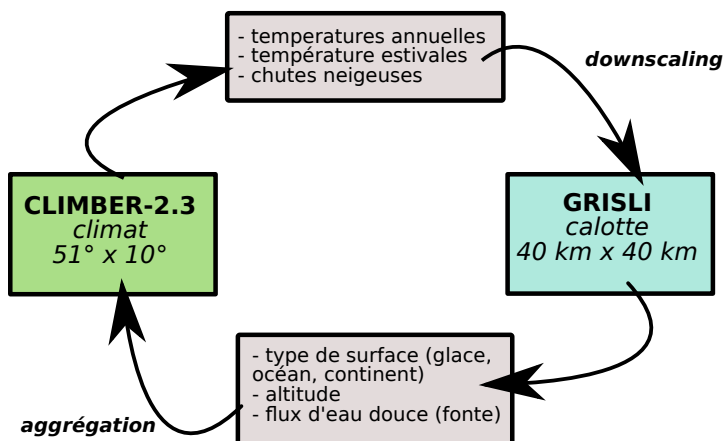 - temperatures annuelles
- température estivales
- chutes neigeuses
downscaling
CLIMBER-2.3
climat
51° x 10°
GRISLI
calotte
40 km x 40 km
- type de surface (glace,
océan, continent)
- altitude
- flux d'eau douce (fonte)
aggrégation